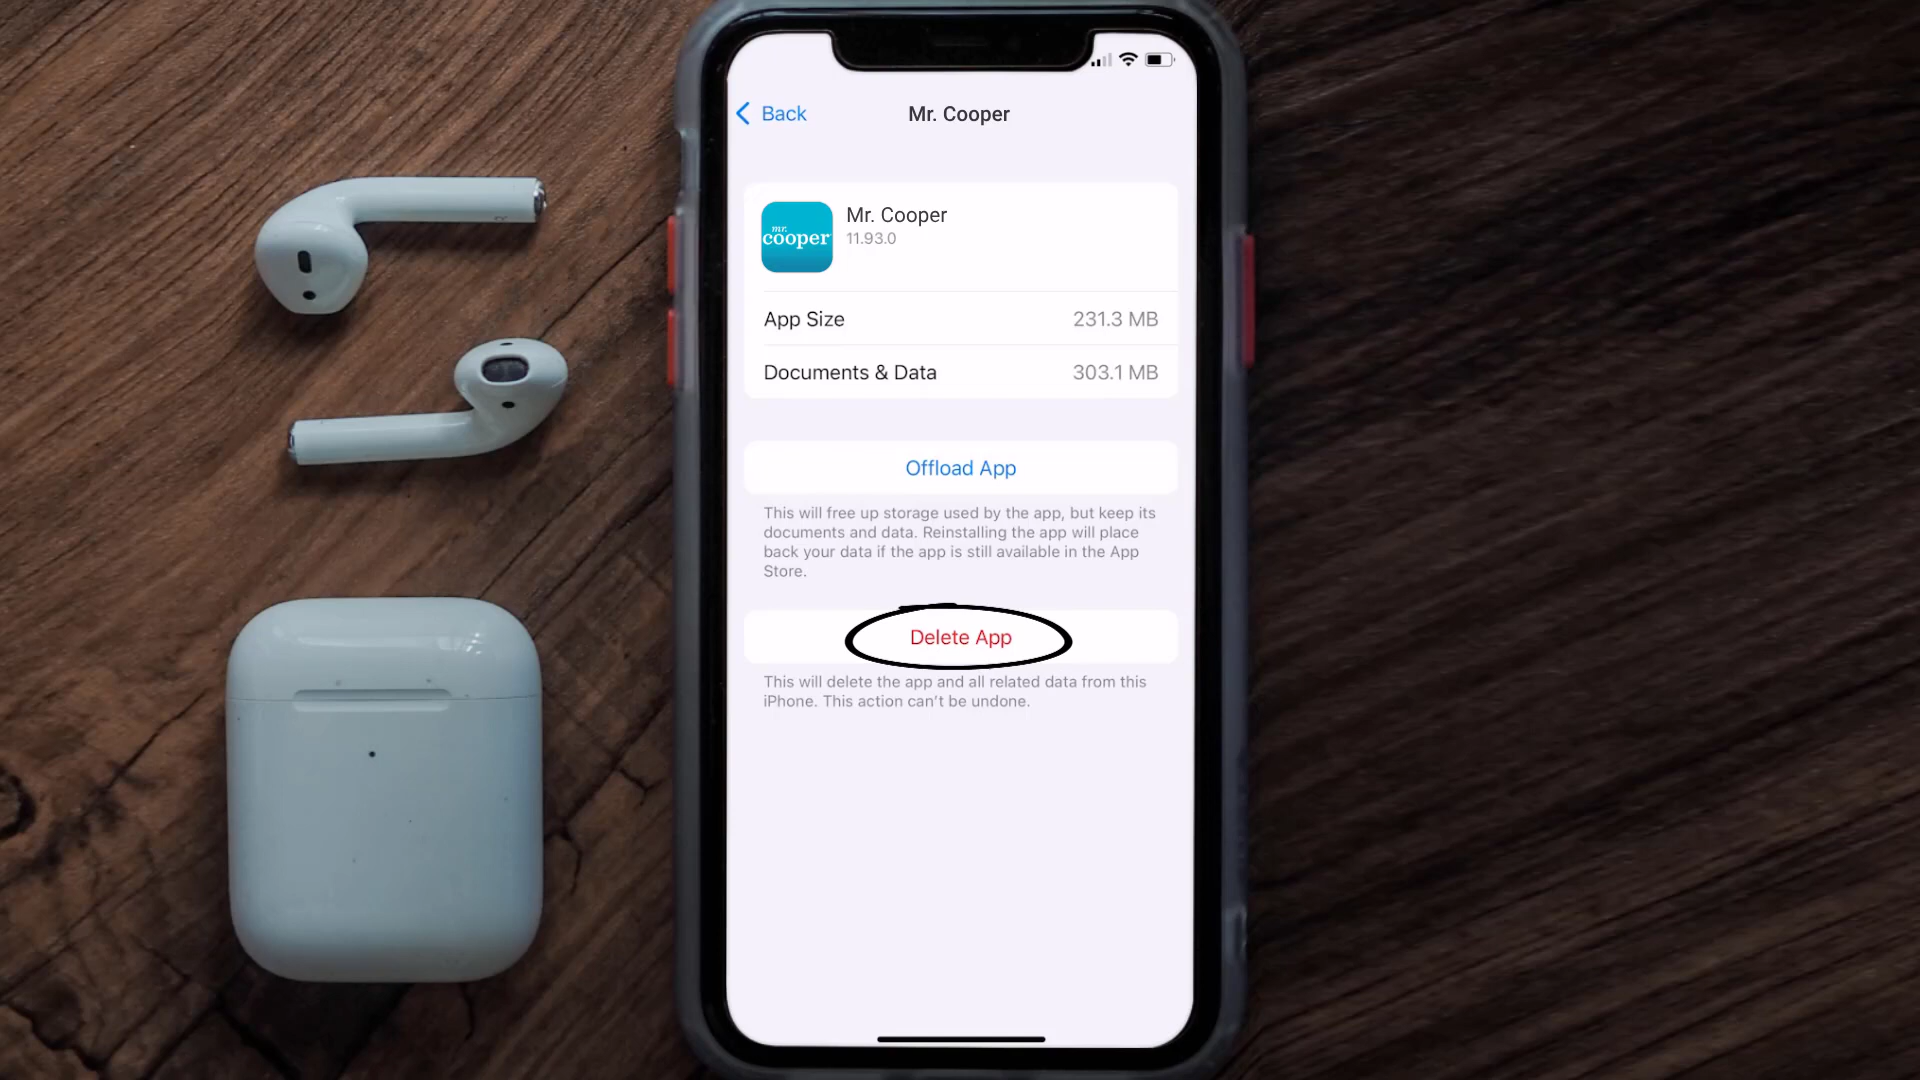 Back
Mr. Cooper
mr.
cooper
Mr. Cooper
11.93.0
App Size 231.3 MB
Documents & Data 303.1 MB
Offload App
This will free up storage used by the app, but keep its
documents and data. Reinstalling the app will place
back your data if the app is still available in the App
Store.
Delete App
This will delete the app and all related data from this
iPhone. This action can't be undone.